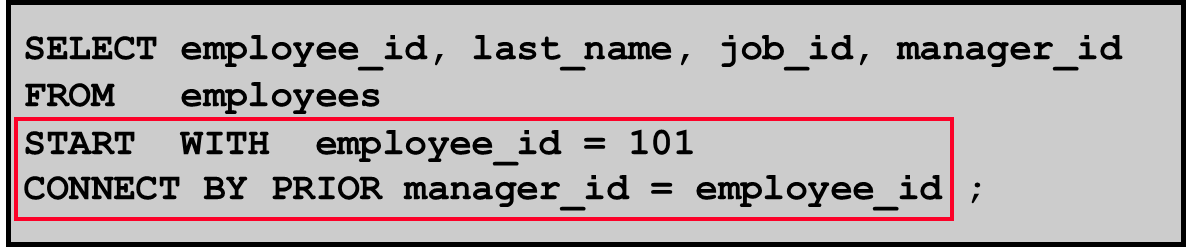 SELECT employee_id, last_name, job_id, manager_id
FROM   employees
START  WITH  employee_id = 101
CONNECT BY PRIOR manager_id = employee_id ;